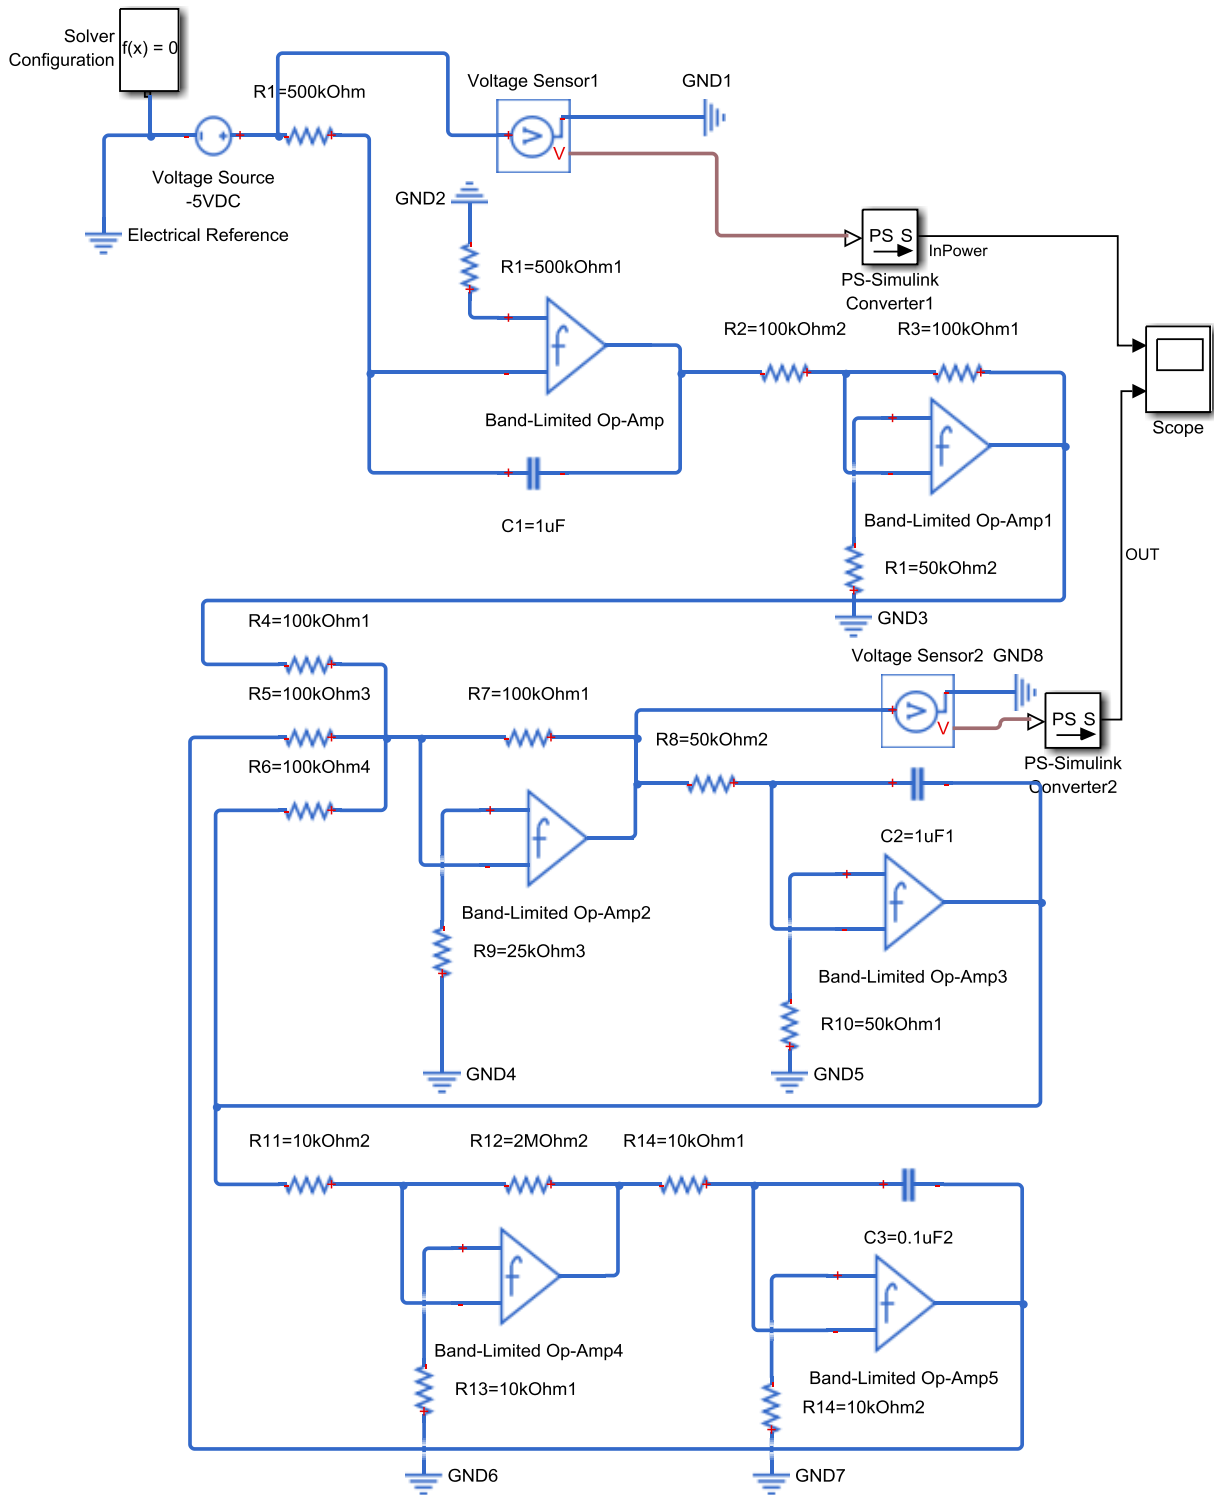 Solver
Configuration
f(x) = 0
R1=500kOhm
Voltage Sensor1
GND1
V
V
Voltage Source
-5VDC
GND2
Electrical Reference
PS S
InPower
R1=500kOhm1
PS-Simulink
Converter1
R2=100kOhm2
R3=100kOhm1
f
Band-Limited Op-Amp
Scope
f
C1=1uF
Band-Limited Op-Amp1
OUT
R1=50kOhm2
R4=100kOhm1
GND3
Voltage Sensor2
GND8
R5=100kOhm3
R7=100kOhm1
V
V
PS S
R8=50kOhm2
R6=100kOhm4
PS-Simulink
Converter2
C2=1uF1
f
f
Band-Limited Op-Amp2
R9=25kOhm3
Band-Limited Op-Amp3
R10=50kOhm1
GND4
GND5
R11=10kOhm2
R12=2MOhm2
R14=10kOhm1
C3=0.1uF2
f
f
Band-Limited Op-Amp4
Band-Limited Op-Amp5
R13=10kOhm1
R14=10kOhm2
GND6
GND7